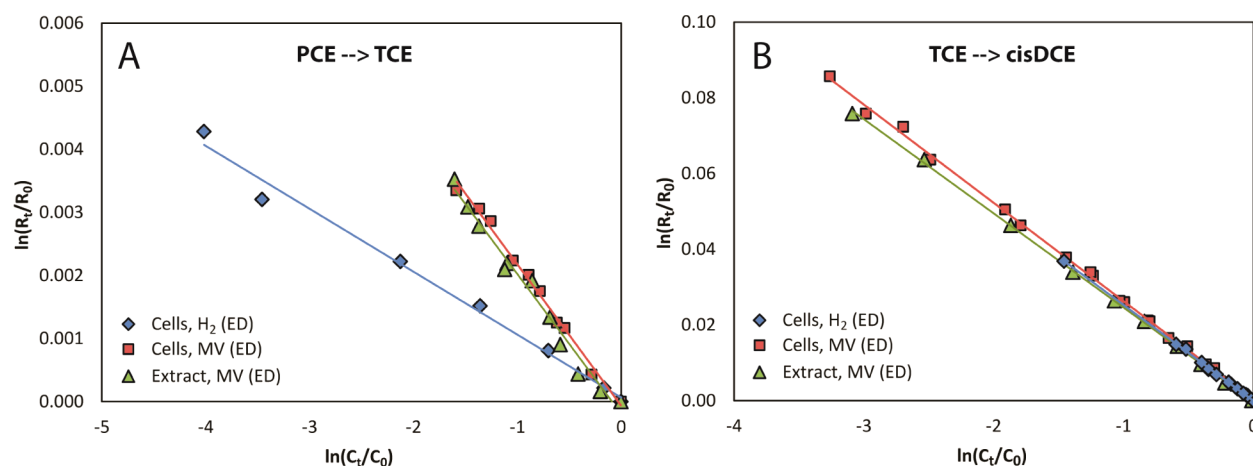 A
PCE --> TCE
0.006
0.005
0.004
0.003
0.002
0.001
0.000
ln(Rt/R0)
Cells, H2 (ED)
Cells, MV (ED)
Extract, MV (ED)
-5 -4 -3 -2 -1 0
ln(Ct/C0)
B
TCE --> cisDCE
0.10
0.08
0.06
0.04
0.02
0.00
ln(Rt/R0)
Cells, H2 (ED)
Cells, MV (ED)
Extract, MV (ED)
-4 -3 -2 -1 0
ln(Ct/C0)